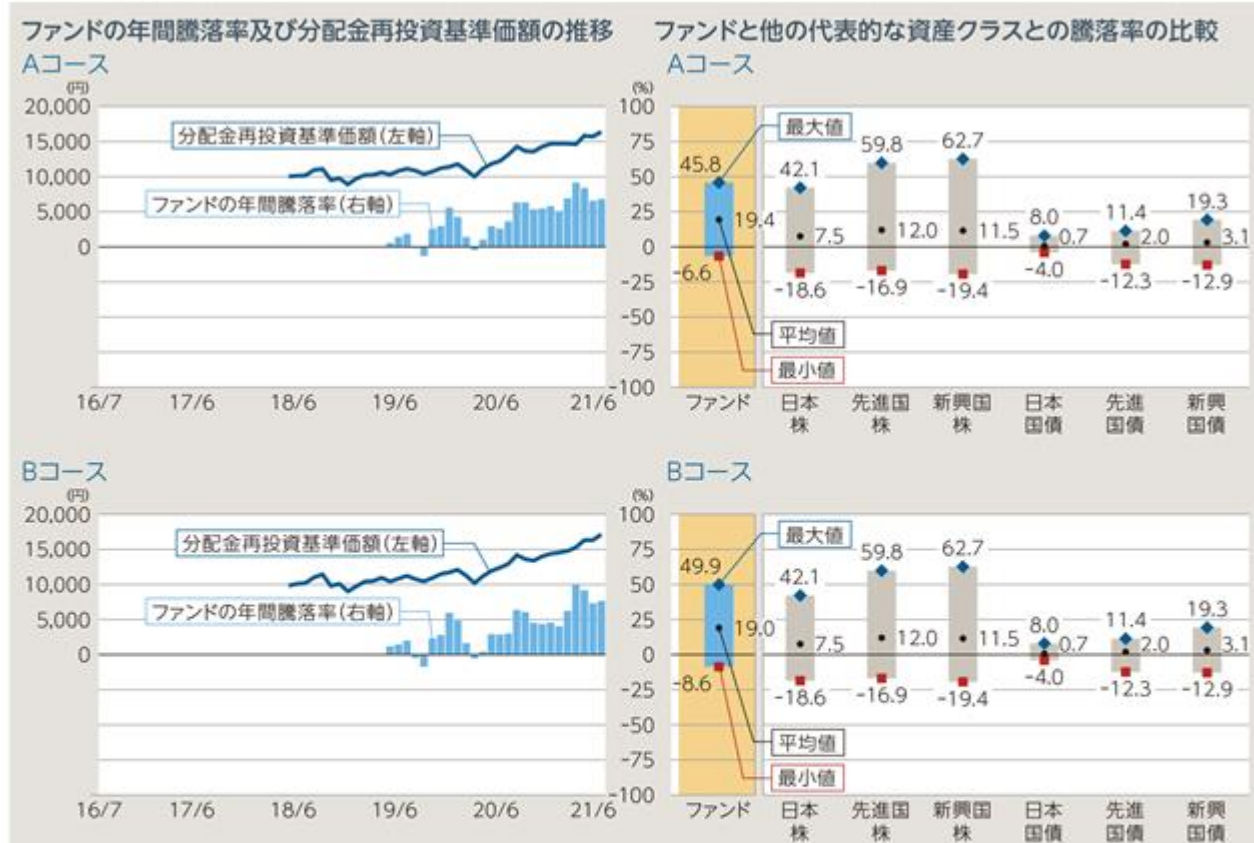 ファンドの年間騰落率及び分配金再投資基準価額の推移
Aコース
(円)
20,000
15,000
10,000
5,000
0
分配金再投資基準価額(左軸)
ファンドの年間騰落率(右軸)
16/7 17/6 18/6 19/6 20/6 21/6
ファンドと他の代表的な資産クラスとの騰落率の比較
Aコース
(%)
100
75
50
25
0
-25
-50
-75
-100
最大値
平均値
最小値
45.8 42.1 59.8 62.7 8.0 11.4 19.3
19.4 7.5 12.0 11.5 0.7 2.0 3.1
-6.6 -18.6 -16.9 -19.4 -4.0 -12.3 -12.9
ファンド 日本株 先進国株 新興国株 日本国債 先進国債 新興国債
Bコース
(円)
20,000
15,000
10,000
5,000
0
分配金再投資基準価額(左軸)
ファンドの年間騰落率(右軸)
16/7 17/6 18/6 19/6 20/6 21/6
Bコース
(%)
100
75
50
25
0
-25
-50
-75
-100
最大値
平均値
最小値
49.9 42.1 59.8 62.7 8.0 11.4 19.3
19.0 7.5 12.0 11.5 0.7 2.0 3.1
-8.6 -18.6 -16.9 -19.4 -4.0 -12.3 -12.9
ファンド 日本株 先進国株 新興国株 日本国債 先進国債 新興国債